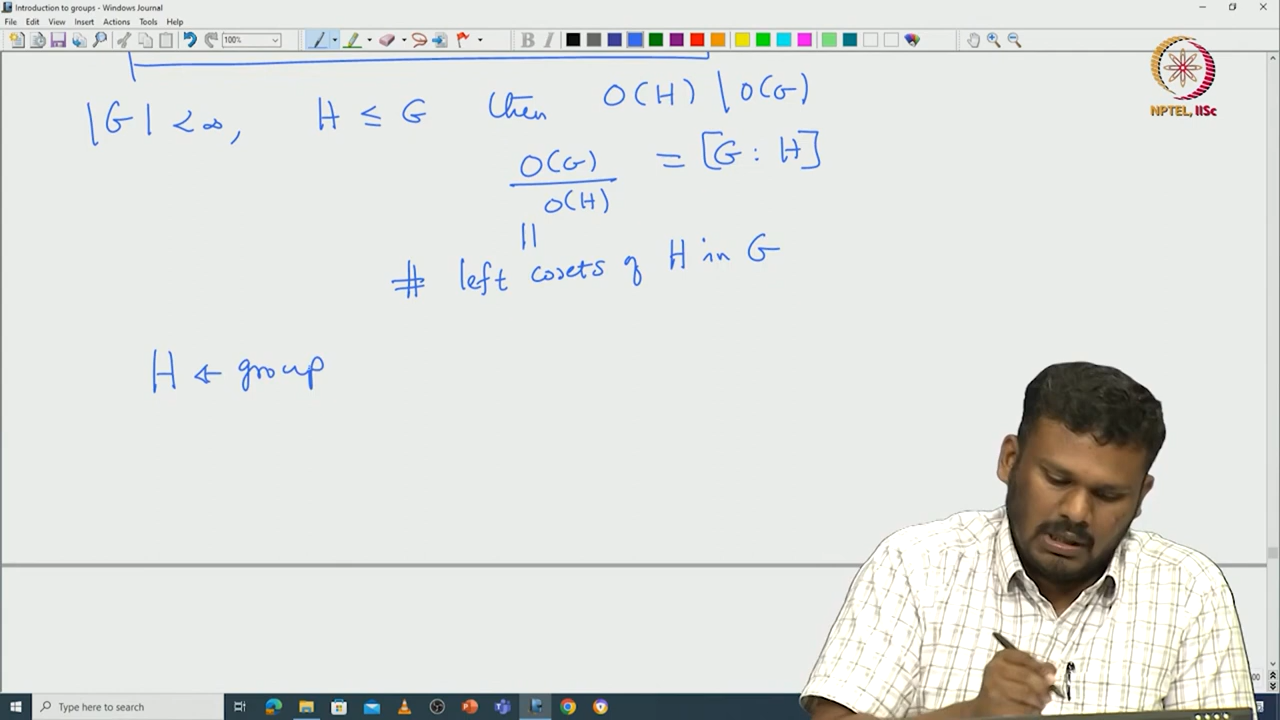 Introduction to groups - Windows Journal
File Edit View Insert Actions Tools Help
100%
B I
NPTEL, IISc
|G| < ∞, H ≤ G then O(H) | O(G)
O(G)
O(H)
= [G : H]
||
# left cosets of H in G
H ← group
Type here to search